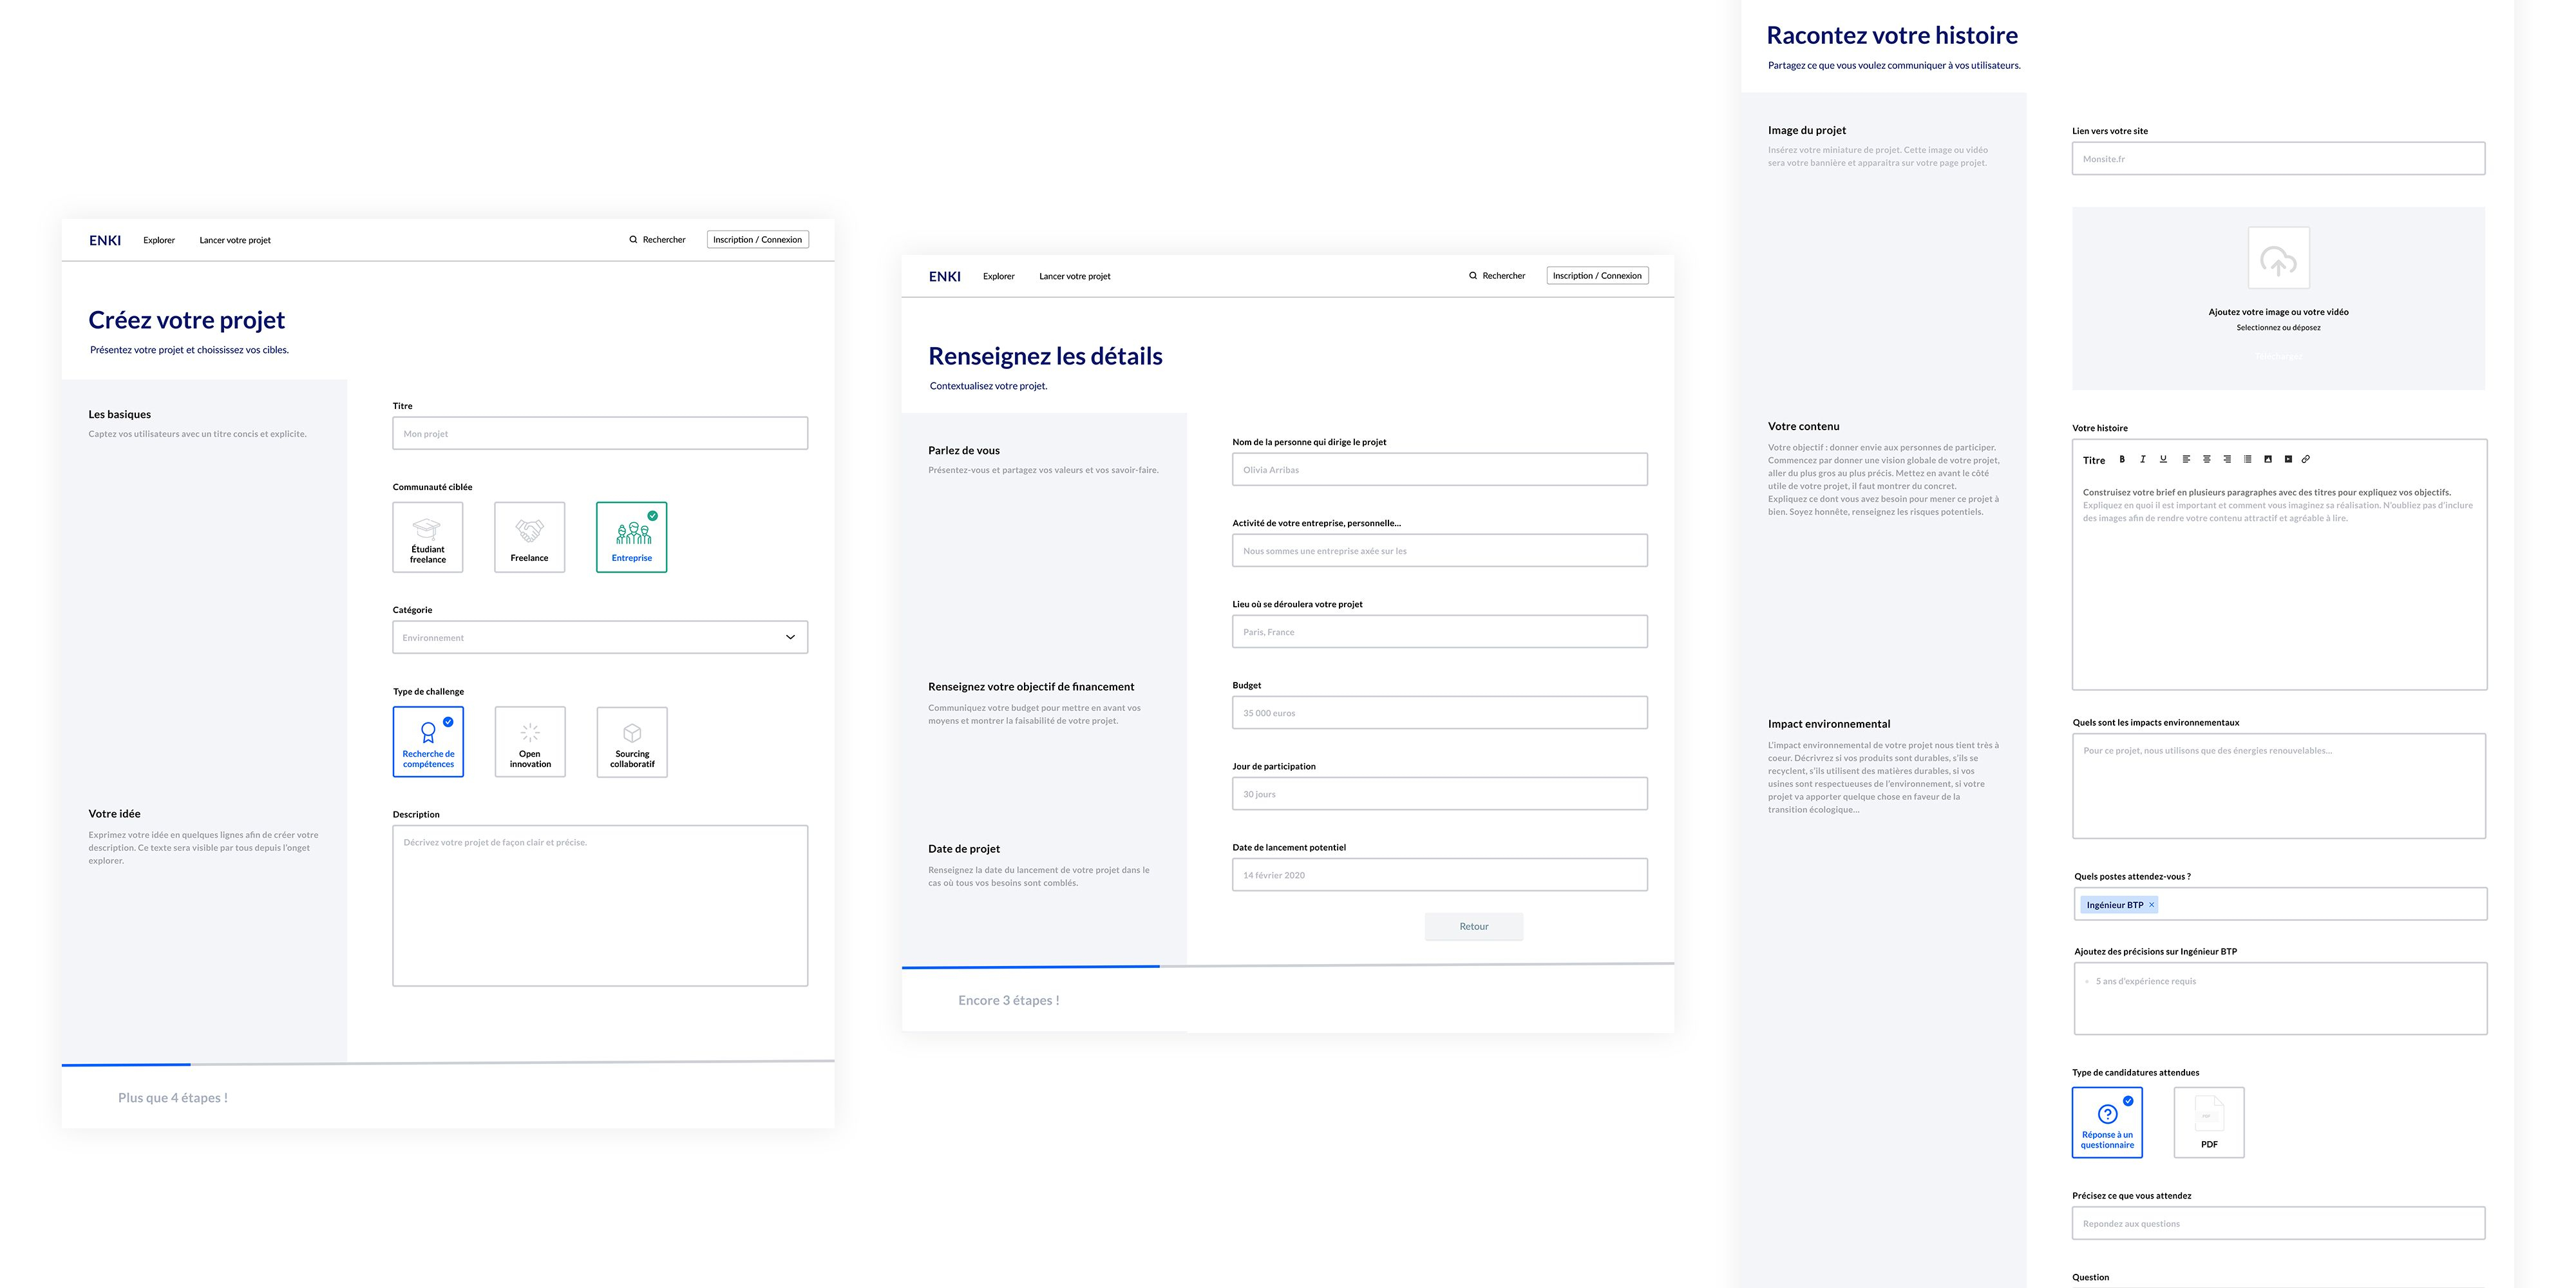 ENKI
Explorer
Lancer votre projet
Rechercher
Inscription / Connexion
Créez votre projet
Présentez votre projet et choississez vos cibles.
Les basiques
Captez vos utilisateurs avec un titre concis et explicite.
Titre
Mon projet
Communauté ciblée
Étudiant
freelance
Freelance
Entreprise
Catégorie
Environnement
Type de challenge
Recherche de
compétences
Open
innovation
Sourcing
collaboratif
Votre idée
Exprimez votre idée en quelques lignes afin de créer votre
description. Ce texte sera visible par tous depuis l'onget
explorer.
Description
Décrivez votre projet de façon clair et précise.
Plus que 4 étapes !
ENKI
Explorer
Lancer votre projet
Rechercher
Inscription / Connexion
Renseignez les détails
Contextualisez votre projet.
Parlez de vous
Présentez-vous et partagez vos valeurs et vos savoir-faire.
Nom de la personne qui dirige le projet
Olivia Arribas
Activité de votre entreprise, personnelle...
Nous sommes une entreprise axée sur les
Lieu où se déroulera votre projet
Paris, France
Renseignez votre objectif de financement
Communiquez votre budget pour mettre en avant vos
moyens et montrer la faisabilité de votre projet.
Budget
35 000 euros
Jour de participation
30 jours
Date de projet
Renseignez la date du lancement de votre projet dans le
cas où tous vos besoins sont comblés.
Date de lancement potentiel
14 février 2020
Retour
Encore 3 étapes !
Racontez votre histoire
Partagez ce que vous voulez communiquer à vos utilisateurs.
Image du projet
Insérez votre miniature de projet. Cette image ou vidéo
sera votre bannière et apparaitra sur votre page projet.
Lien vers votre site
Monsite.fr
Ajoutez votre image ou votre vidéo
Selectionnez ou déposez
Télécharger
Votre contenu
Votre objectif : donner envie aux personnes de participer.
Commencez par donner une vision globale de votre projet,
aller du plus gros au plus précis. Mettez en avant le côté
utile de votre projet, il faut montrer du concret.
Expliquez ce dont vous avez besoin pour mener ce projet à
bien. Soyez honnête, renseignez les risques potentiels.
Votre histoire
Titre B I U
Construisez votre brief en plusieurs paragraphes avec des titres pour expliquez vos objectifs.
Expliquez en quoi il est important et comment vous imaginez sa réalisation. N'oubliez pas d'inclure
des images afin de rendre votre contenu attractif et agréable à lire.
Impact environnemental
L'impact environnemental de votre projet nous tient très à
coeur. Décrivrez si vos produits sont durables, s'ils se
recyclent, s'ils utilisent des matières durables, si vos
usines sont respectueuses de l'environnement, si votre
projet va apporter quelque chose en faveur de la
transition écologique...
Quels sont les impacts environnementaux
Pour ce projet, nous utilisons que des énergies renouvelables...
Quels postes attendez-vous ?
Ingénieur BTP ×
Ajoutez des précisions sur Ingénieur BTP
5 ans d'expérience requis
Type de candidatures attendues
Réponse à un
questionnaire
PDF
PDF
Précisez ce que vous attendez
Repondez aux questions
Question